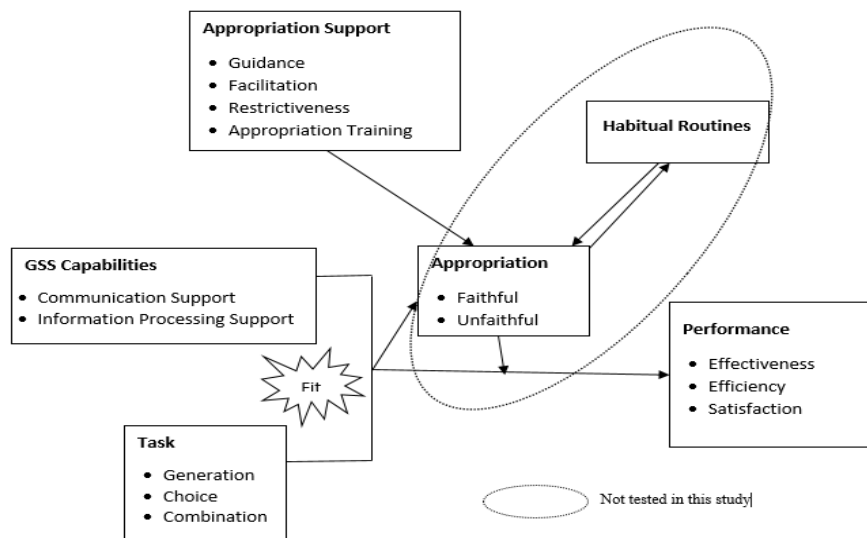 Appropriation Support
• Guidance
• Facilitation
• Restrictiveness
• Appropriation Training
Habitual Routines
GSS Capabilities
• Communication Support
• Information Processing Support
Appropriation
• Faithful
• Unfaithful
Performance
• Effectiveness
• Efficiency
• Satisfaction
Fit
Task
• Generation
• Choice
• Combination
Not tested in this study